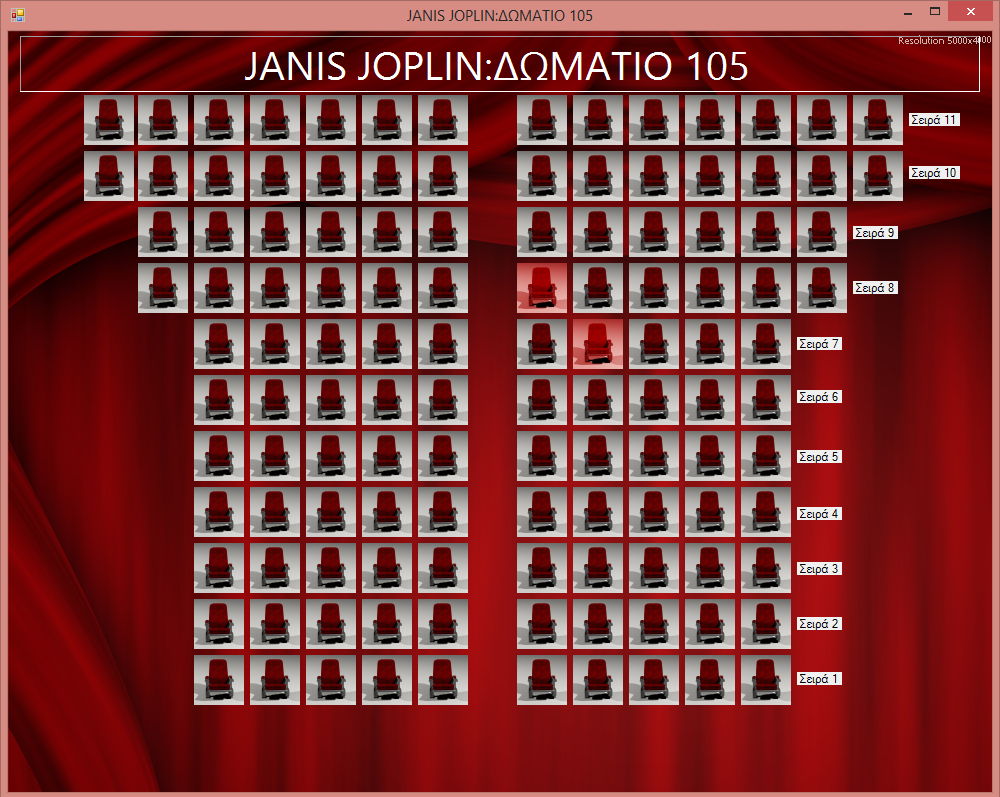 JANIS JOPLIN:ΔΩΜΑΤΙΟ 105
Resolution 5000x4000
JANIS JOPLIN:ΔΩΜΑΤΙΟ 105
Σειρά 11
Σειρά 10
Σειρά 9
Σειρά 8
Σειρά 7
Σειρά 6
Σειρά 5
Σειρά 4
Σειρά 3
Σειρά 2
Σειρά 1